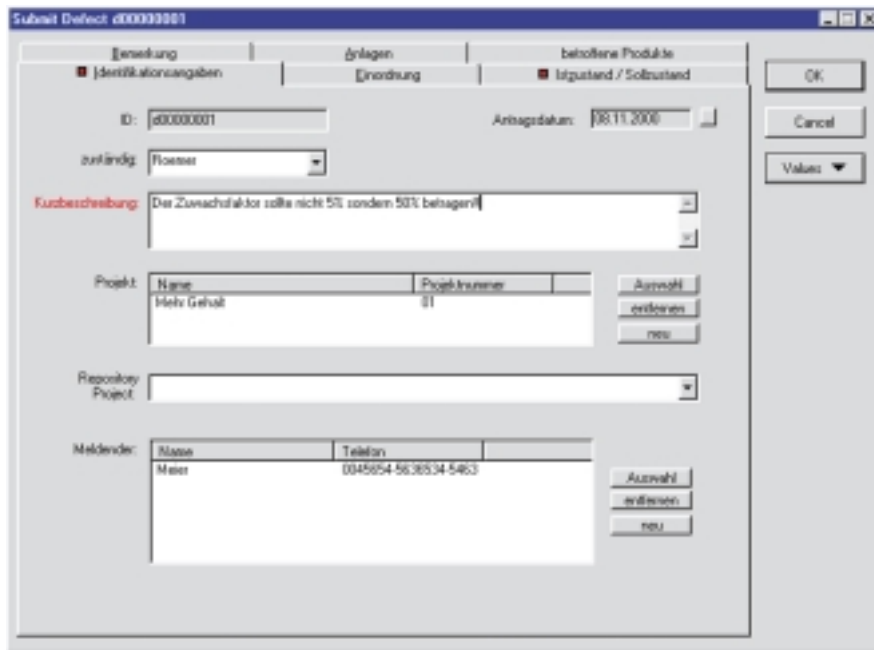 Submit Defect d00000001
Bemerkung Anlagen betroffene Produkte
Identifikationsangaben Einordnung Istzustand / Sollzustand
OK
ID: d00000001 Antragsdatum: 08.11.2000
Cancel
zuständig: Roemer
Values
Kurzbeschreibung: Der Zuwachsfaktor sollte nicht 5% sondern 50% betragen!
Projekt: Name Projektnummer Auswahl
Mehr Gehalt 01
entfernen
neu
Repository
Project:
Meldender: Name Telefon
Meier 0045654-5636534-5463
Auswahl
entfernen
neu